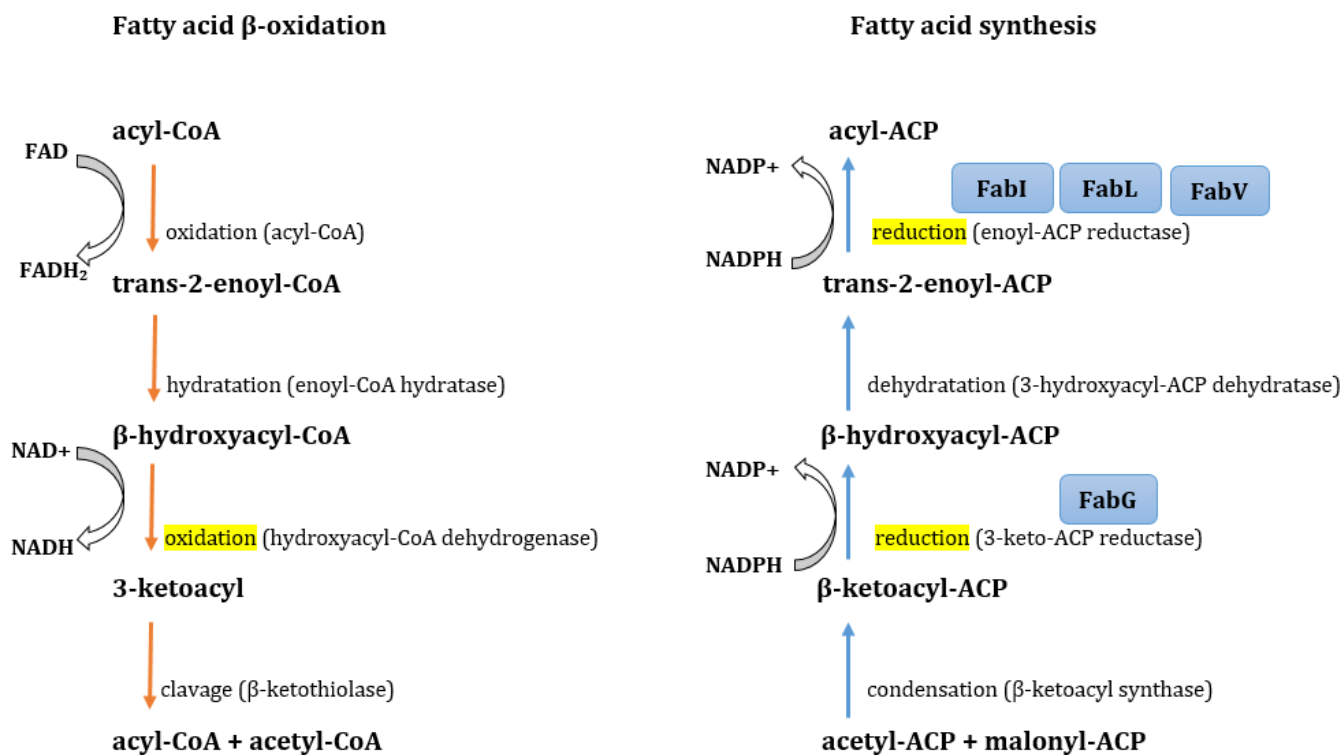 Fatty acid β-oxidation
acyl-CoA
FAD
oxidation (acyl-CoA)
FADH₂
trans-2-enoyl-CoA
hydratation (enoyl-CoA hydratase)
β-hydroxyacyl-CoA
NAD+
oxidation (hydroxyacyl-CoA dehydrogenase)
NADH
3-ketoacyl
clavage (β-ketothiolase)
acyl-CoA + acetyl-CoA
Fatty acid synthesis
acyl-ACP
NADP+
FabI
FabL
FabV
reduction (enoyl-ACP reductase)
NADPH
trans-2-enoyl-ACP
dehydratation (3-hydroxyacyl-ACP dehydratase)
β-hydroxyacyl-ACP
NADP+
FabG
reduction (3-keto-ACP reductase)
NADPH
β-ketoacyl-ACP
condensation (β-ketoacyl synthase)
acetyl-ACP + malonyl-ACP